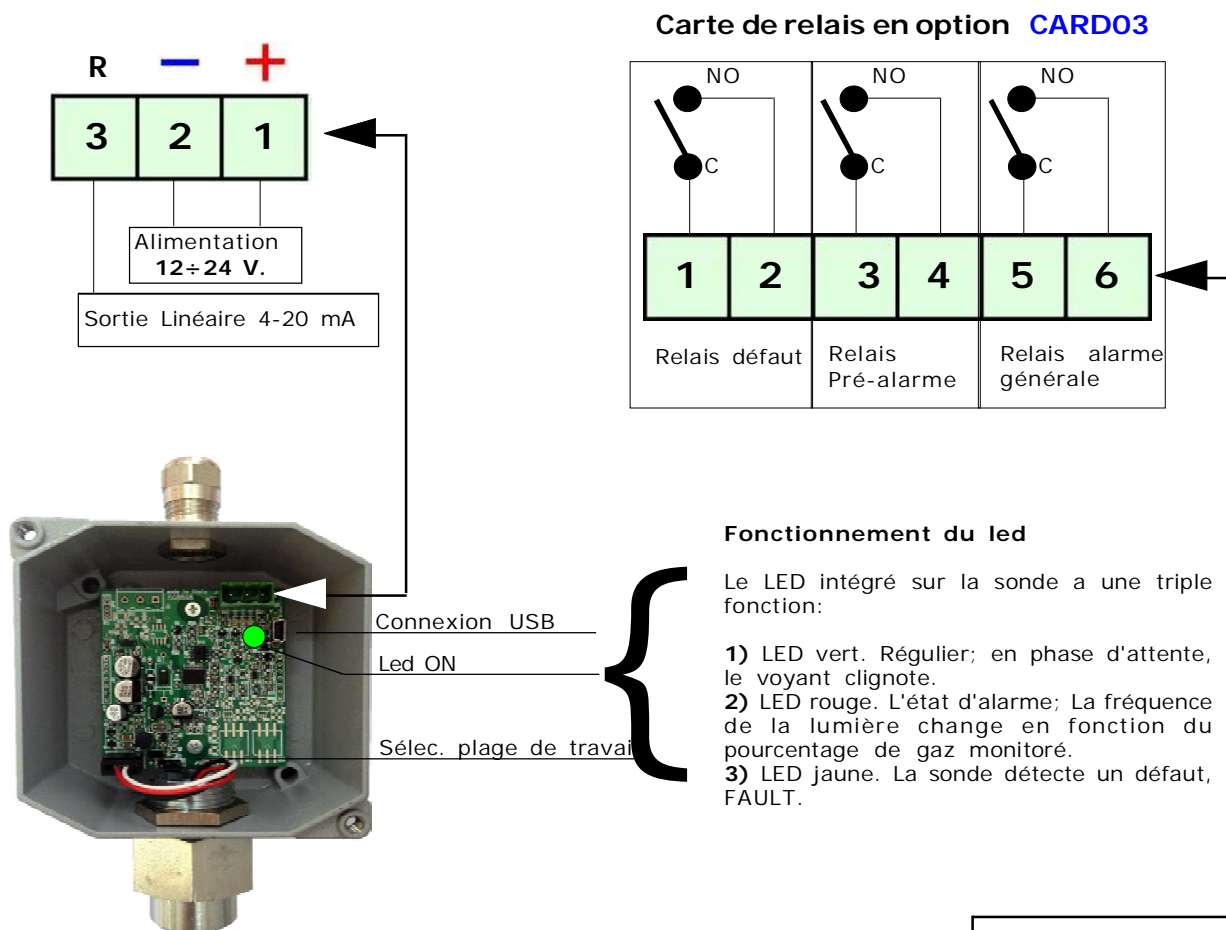 Carte de relais en option CARD03
R − +
3 2 1
Alimentation
12÷24 V.
Sortie Linéaire 4-20 mA
NO NO NO
C C C
1 2 3 4 5 6
Relais défaut
Relais
Pré-alarme
Relais alarme
générale
Connexion USB
Led ON
Sélec. plage de travai
Fonctionnement du led
Le LED intégré sur la sonde a une triple
fonction:
1) LED vert. Régulier; en phase d'attente,
le voyant clignote.
2) LED rouge. L'état d'alarme; La fréquence
de la lumière change en fonction du
pourcentage de gaz monitoré.
3) LED jaune. La sonde détecte un défaut,
FAULT.